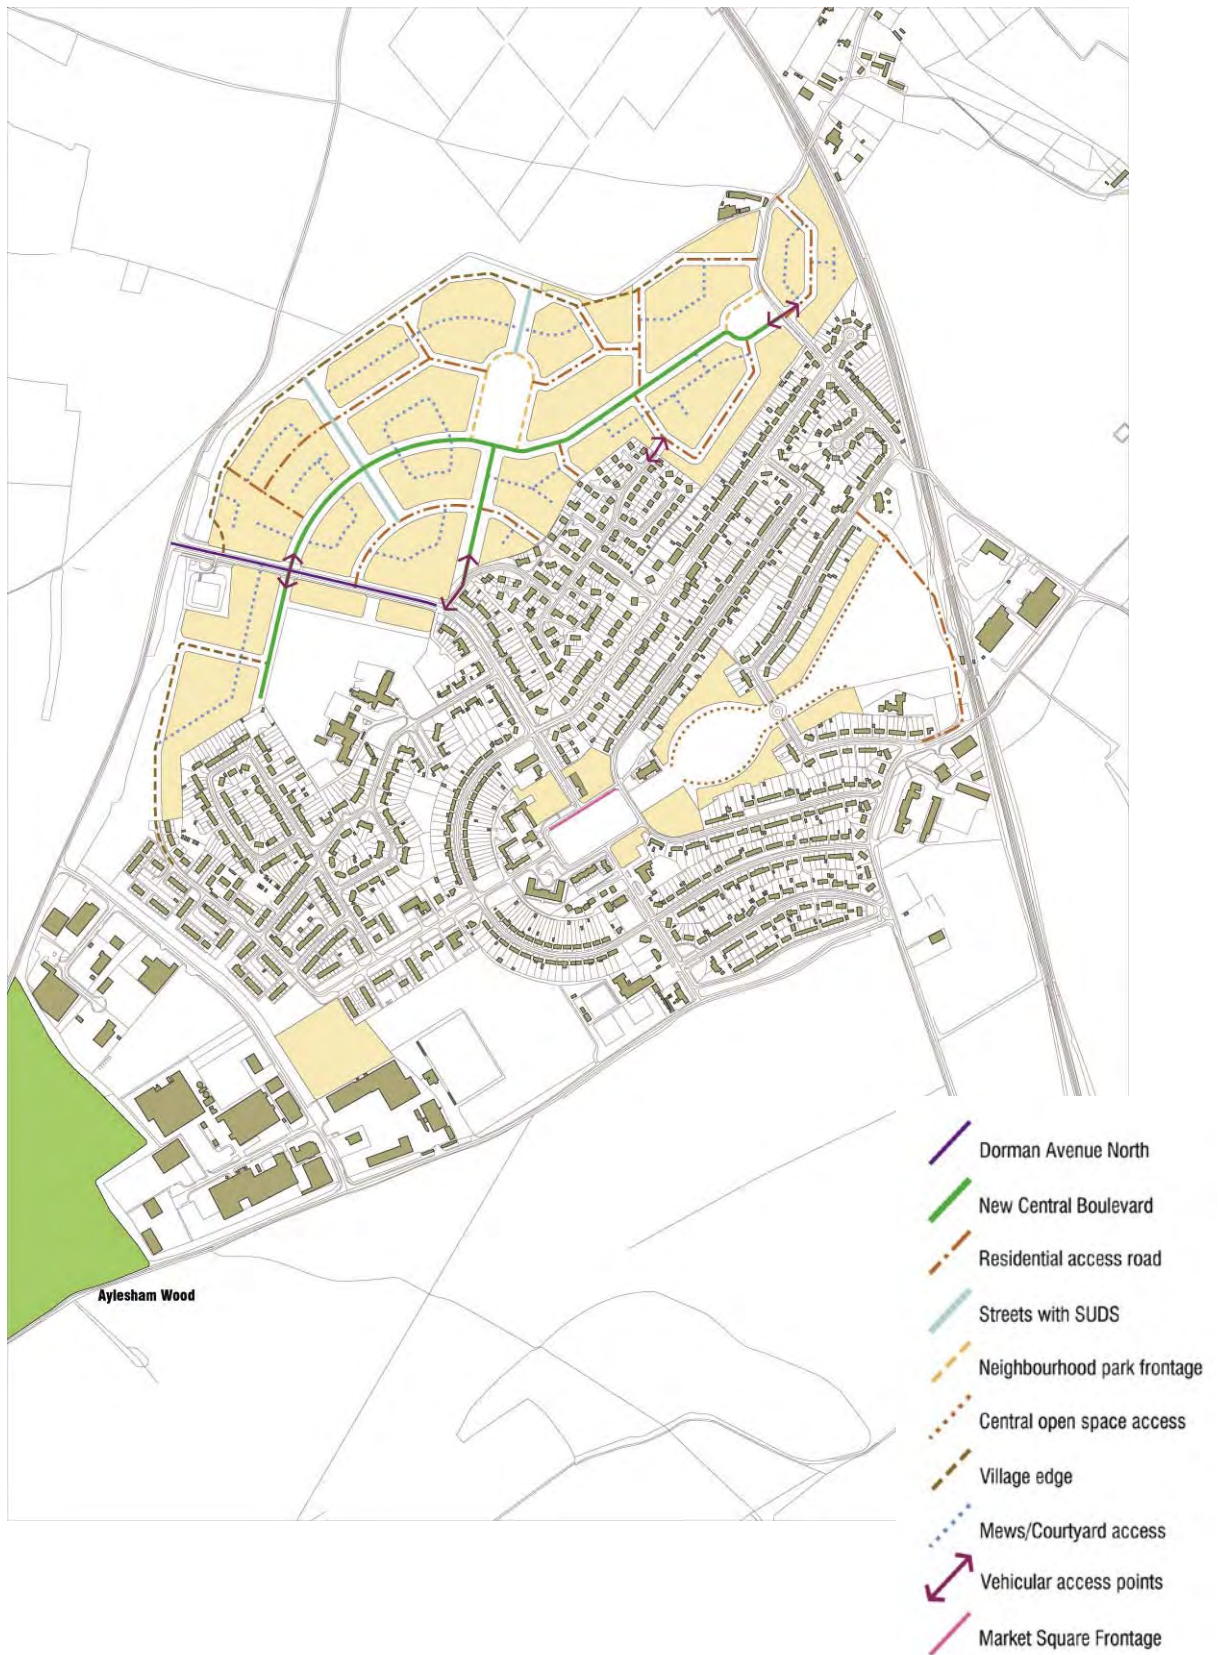 Aylesham Wood
Dorman Avenue North
New Central Boulevard
Residential access road
Streets with SUDS
Neighbourhood park frontage
Central open space access
Village edge
Mews/Courtyard access
Vehicular access points
Market Square Frontage